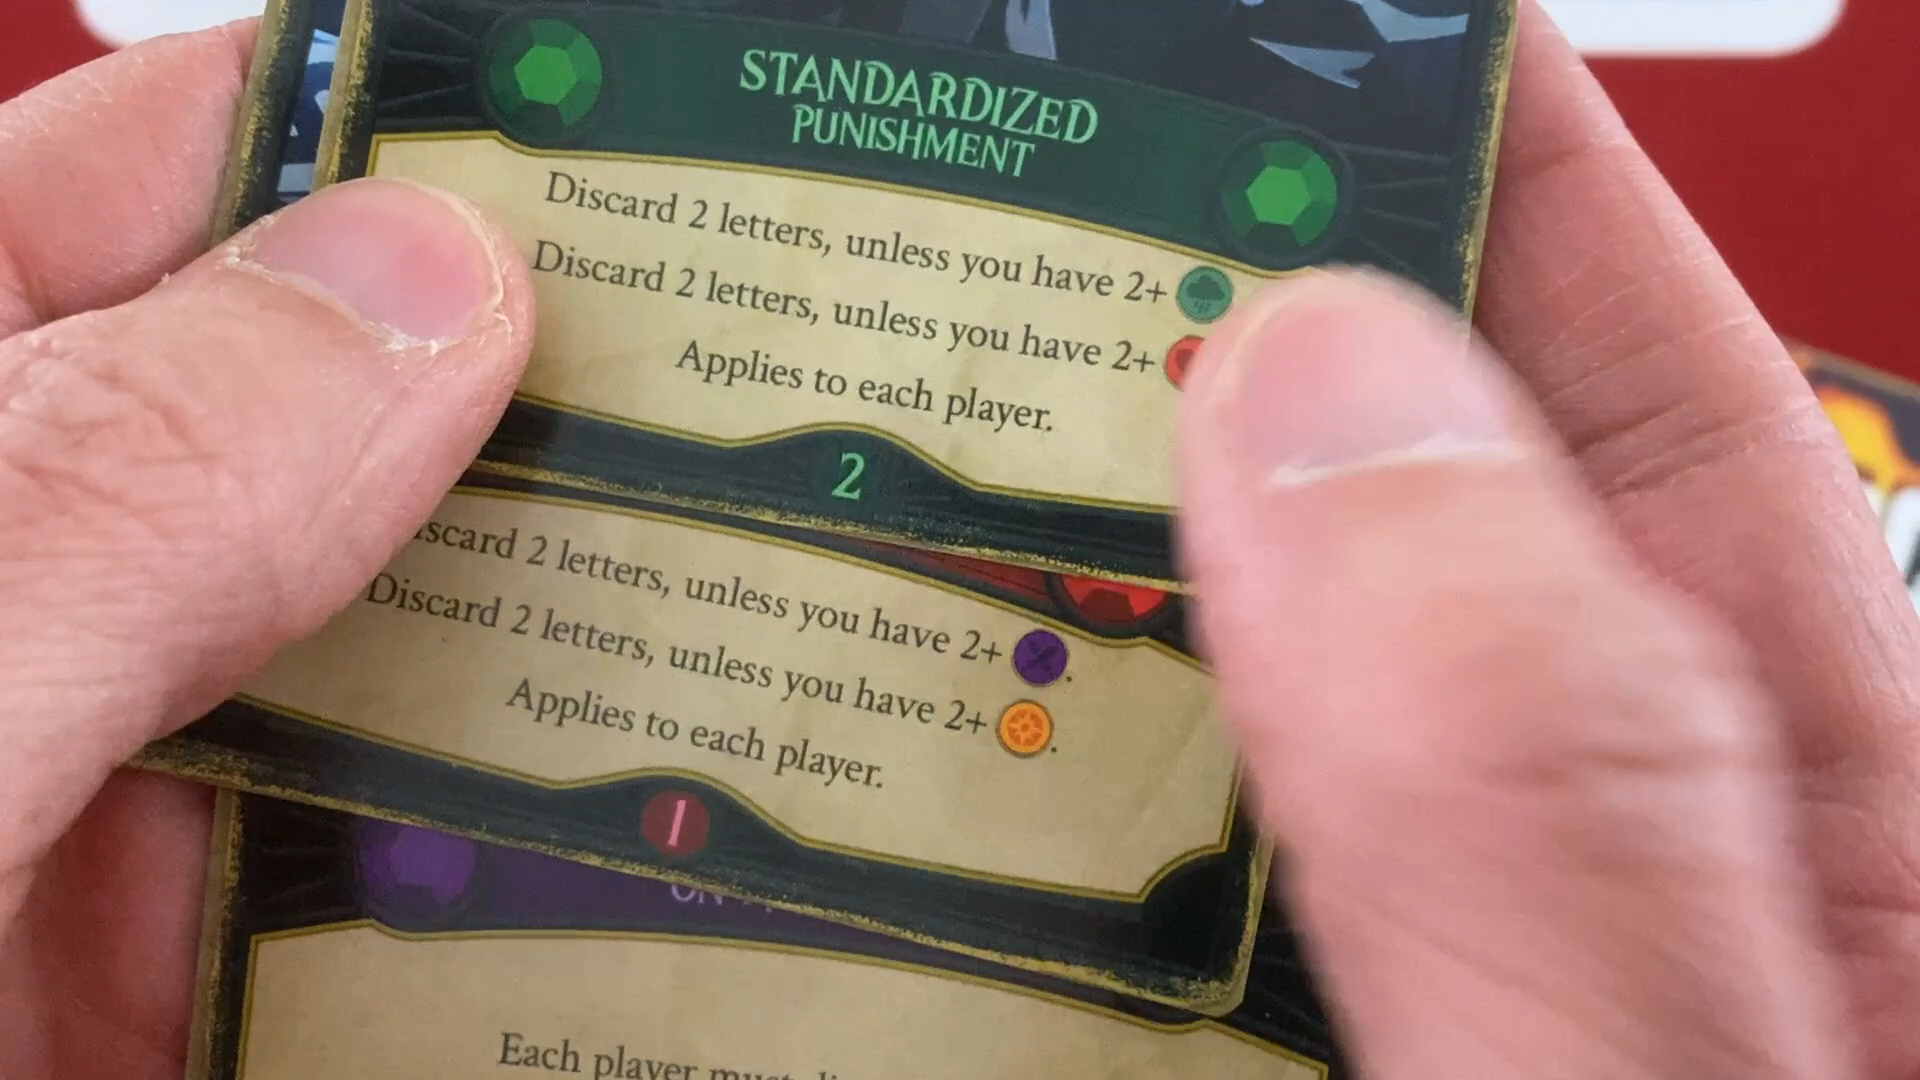 STANDARDIZED
PUNISHMENT
Discard 2 letters, unless you have 2+
Discard 2 letters, unless you have 2+
Applies to each player.
2
iscard 2 letters, unless you have 2+ .
Discard 2 letters, unless you have 2+ .
Applies to each player.
1
Each player must